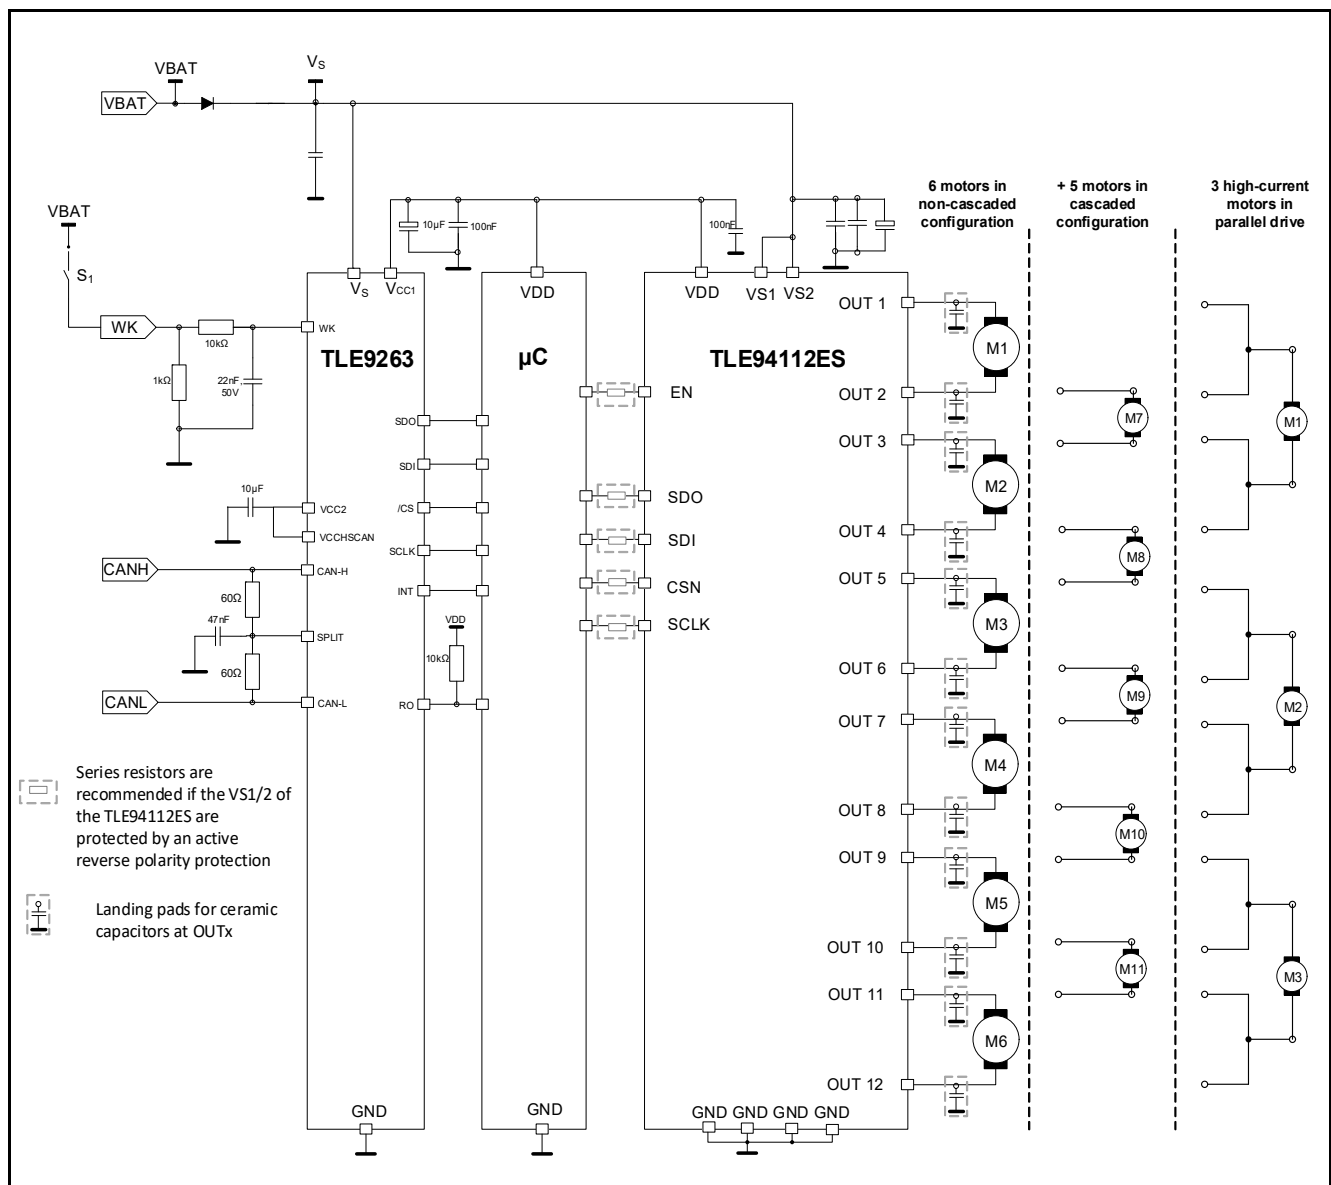 VBAT
V_S
VBAT
6 motors in
non-cascaded
configuration
+ 5 motors in
cascaded
configuration
3 high-current
motors in
parallel drive
VBAT
S₁
10µF
100nF
100nF
V_S
V_CC1
VDD
VDD
VS1
VS2
WK
10kΩ
1kΩ
22nF,
50V
WK
TLE9263
µC
TLE94112ES
OUT 1
OUT 2
OUT 3
OUT 4
OUT 5
OUT 6
OUT 7
OUT 8
OUT 9
OUT 10
OUT 11
OUT 12
M1
M2
M3
M4
M5
M6
M7
M8
M9
M10
M11
M1
M2
M3
EN
SDO
SDI
CSN
SCLK
SDO
SDI
/CS
SCLK
INT
RO
VDD
10kΩ
10µF
VCC2
VCCHSCAN
CANH
CAN-H
60Ω
47nF
SPLIT
60Ω
CANL
CAN-L
Series resistors are
recommended if the VS1/2 of
the TLE94112ES are
protected by an active
reverse polarity protection
Landing pads for ceramic
capacitors at OUTx
GND
GND
GND GND GND GND